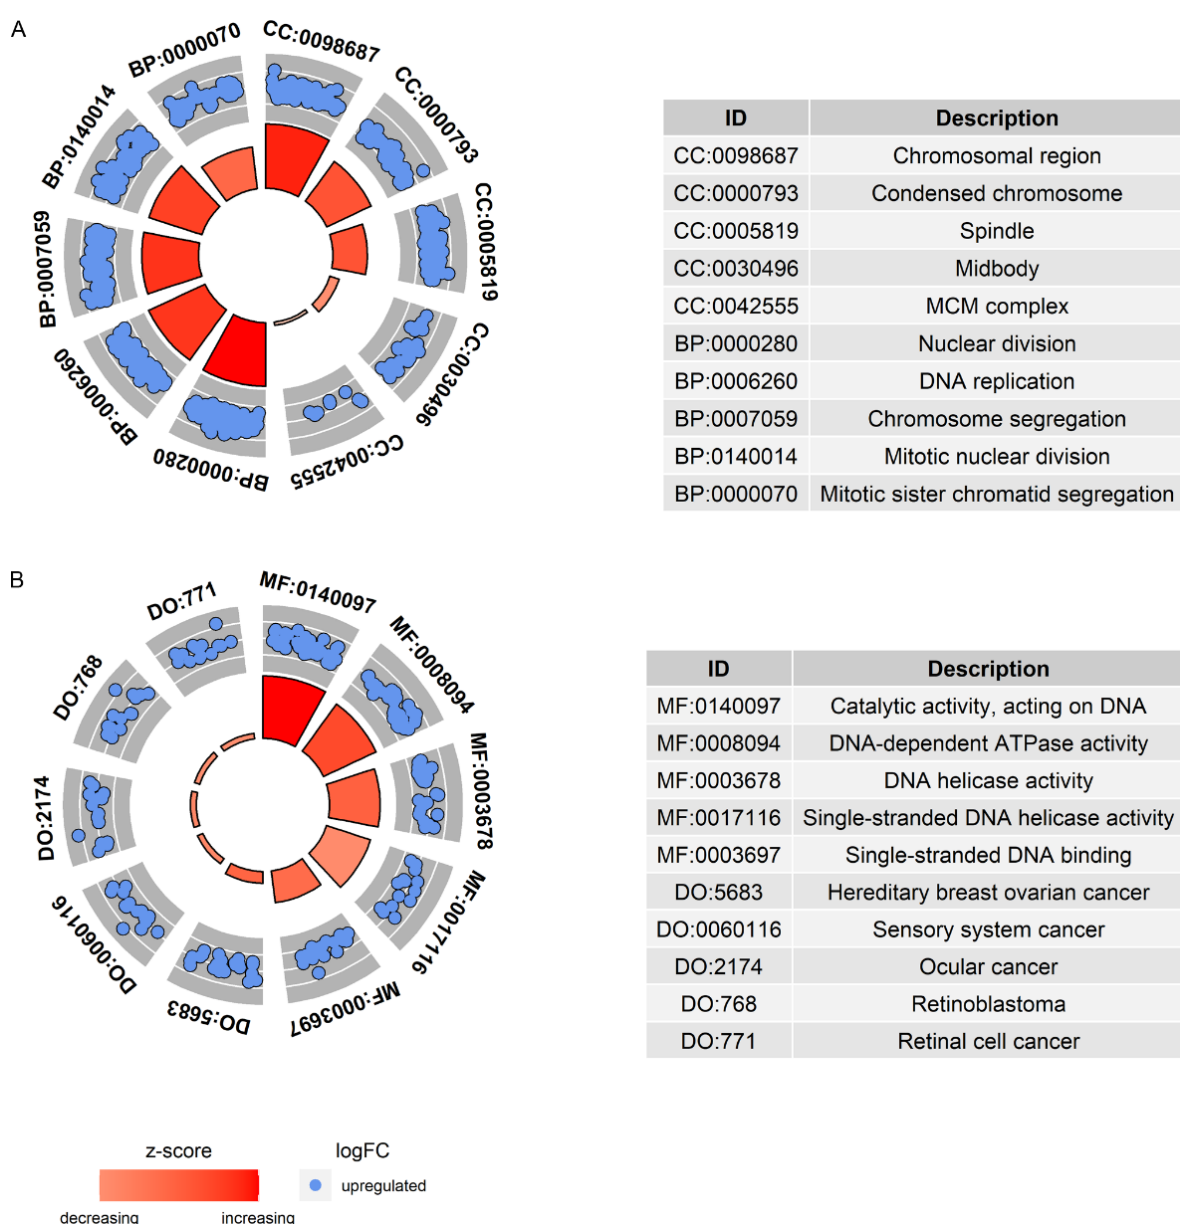 A
BP:0000070
CC:0098687
CC:0000793
CC:0005819
CC:0030496
CC:0042555
BP:0000280
BP:0006260
BP:0007059
BP:0140014
ID Description
CC:0098687 Chromosomal region
CC:0000793 Condensed chromosome
CC:0005819 Spindle
CC:0030496 Midbody
CC:0042555 MCM complex
BP:0000280 Nuclear division
BP:0006260 DNA replication
BP:0007059 Chromosome segregation
BP:0140014 Mitotic nuclear division
BP:0000070 Mitotic sister chromatid segregation
B
DO:771
MF:0140097
MF:0008094
MF:0003678
MF:0017116
MF:0003697
DO:5683
DO:0060116
DO:2174
DO:768
ID Description
MF:0140097 Catalytic activity, acting on DNA
MF:0008094 DNA-dependent ATPase activity
MF:0003678 DNA helicase activity
MF:0017116 Single-stranded DNA helicase activity
MF:0003697 Single-stranded DNA binding
DO:5683 Hereditary breast ovarian cancer
DO:0060116 Sensory system cancer
DO:2174 Ocular cancer
DO:768 Retinoblastoma
DO:771 Retinal cell cancer
z-score logFC
upregulated
decreasing increasing